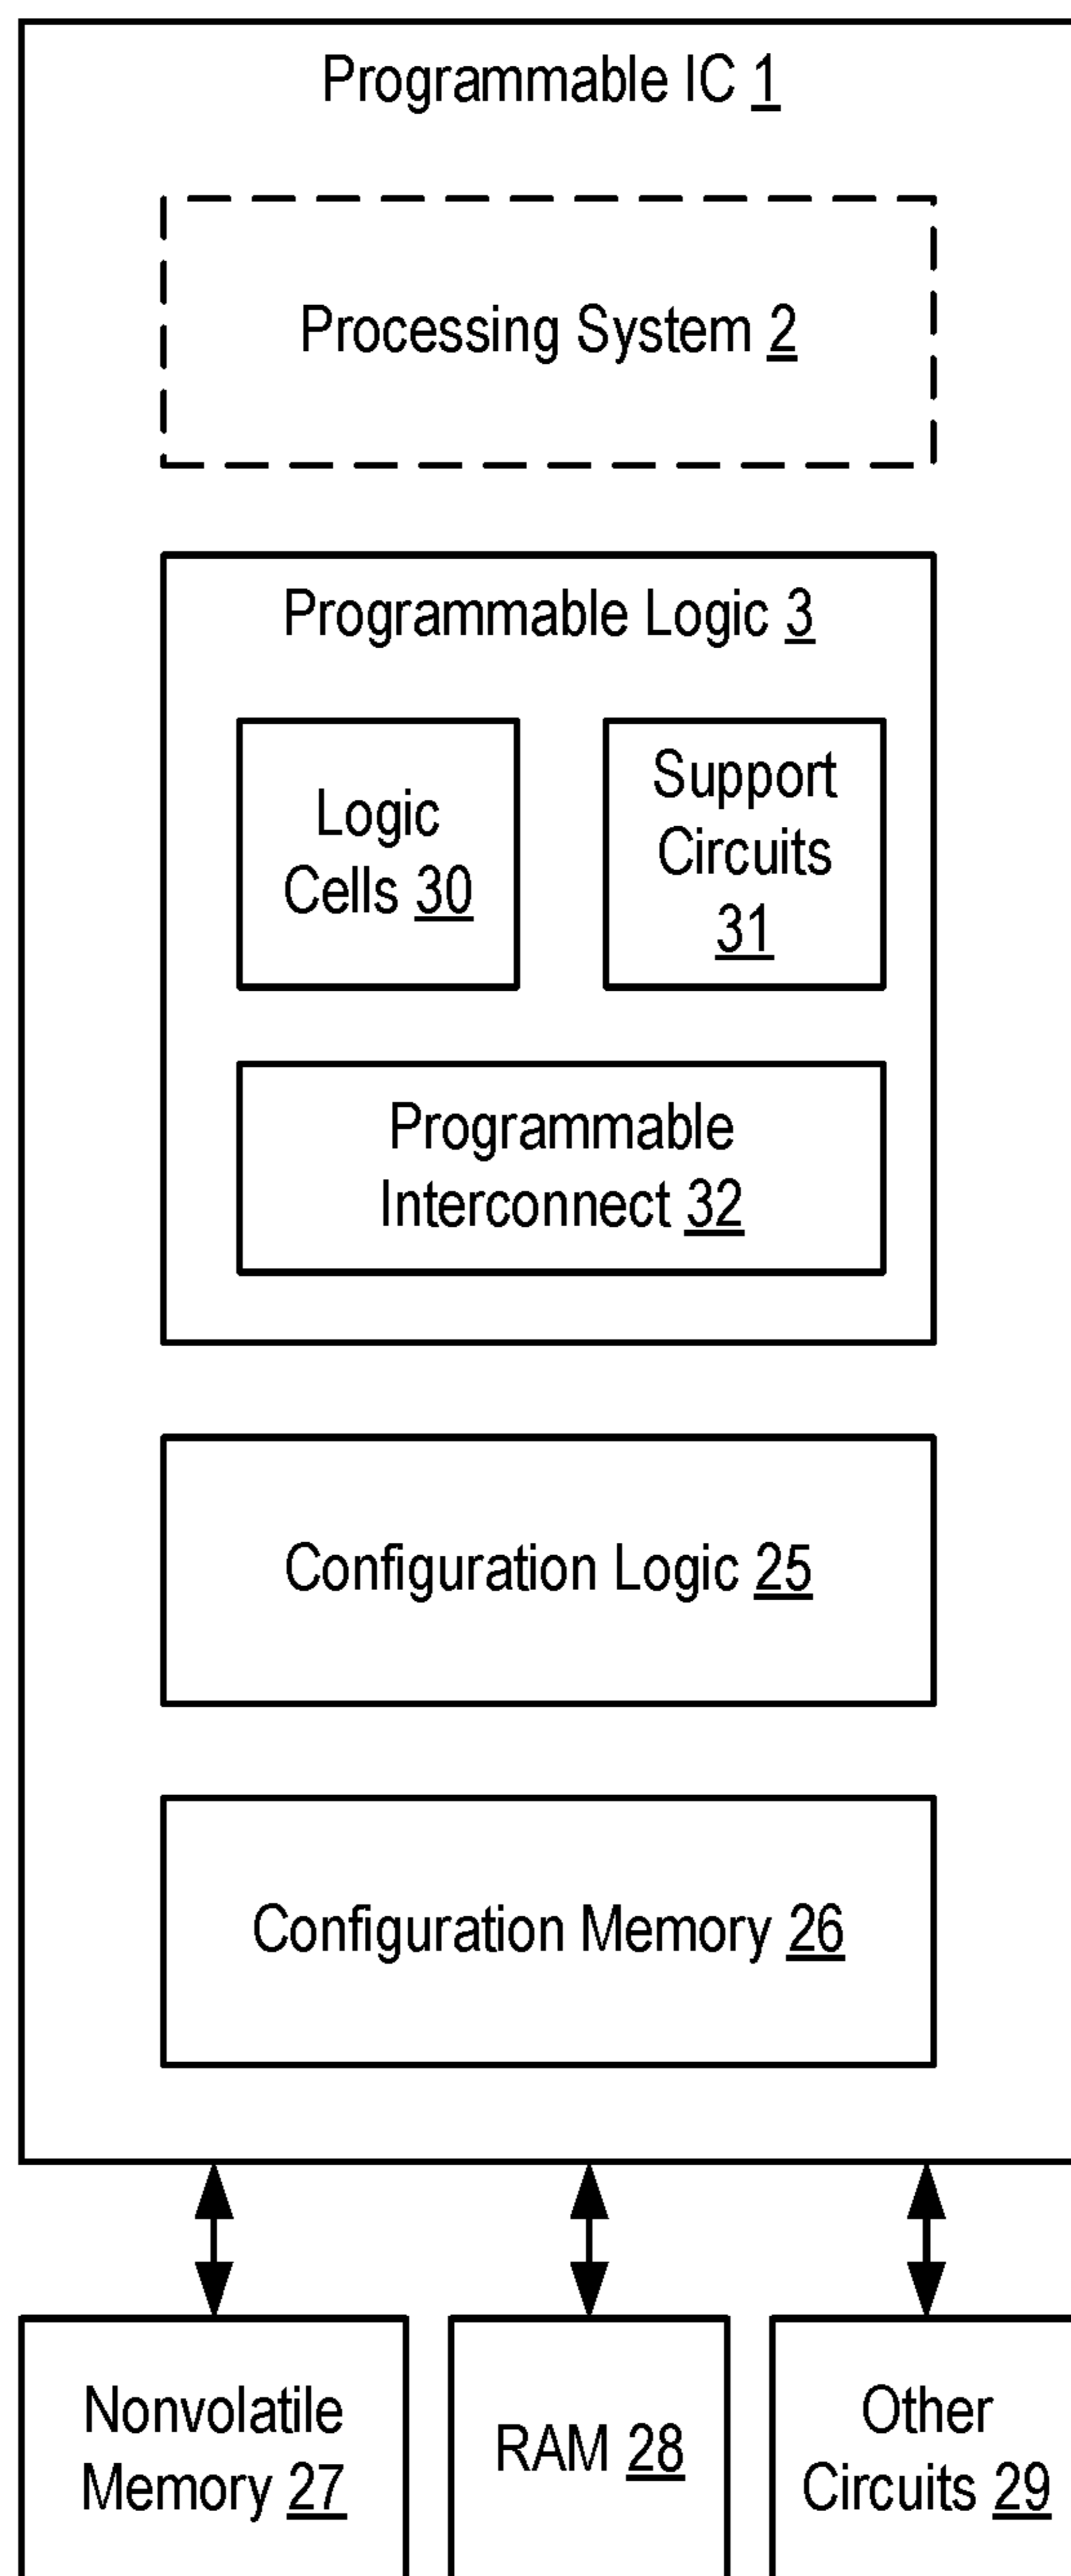 Programmable IC 1
Processing System 2
Programmable Logic 3
Logic
Cells 30
Support
Circuits
31
Programmable
Interconnect 32
Configuration Logic 25
Configuration Memory 26
Nonvolatile
Memory 27
RAM 28
Other
Circuits 29